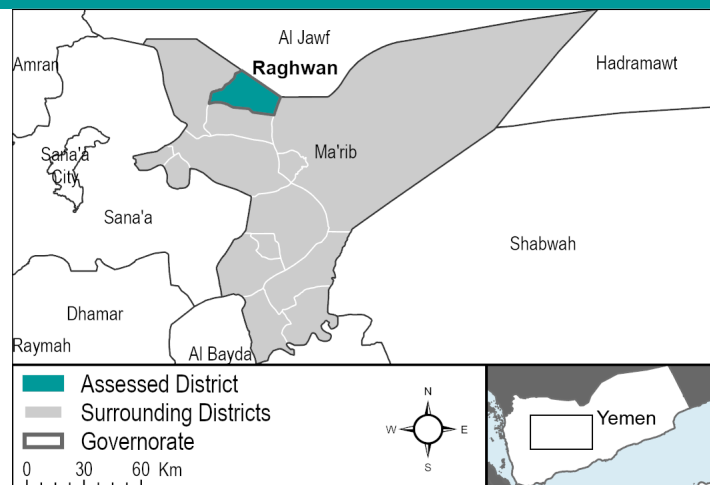 Al Jawf
Amran
Raghwan
Hadramawt
Sana'a
City
Ma'rib
Sana'a
Shabwah
Dhamar
Raymah
Al Bayda
Assessed District
Surrounding Districts
Governorate
0 30 60 Km
N
W E
S
Yemen